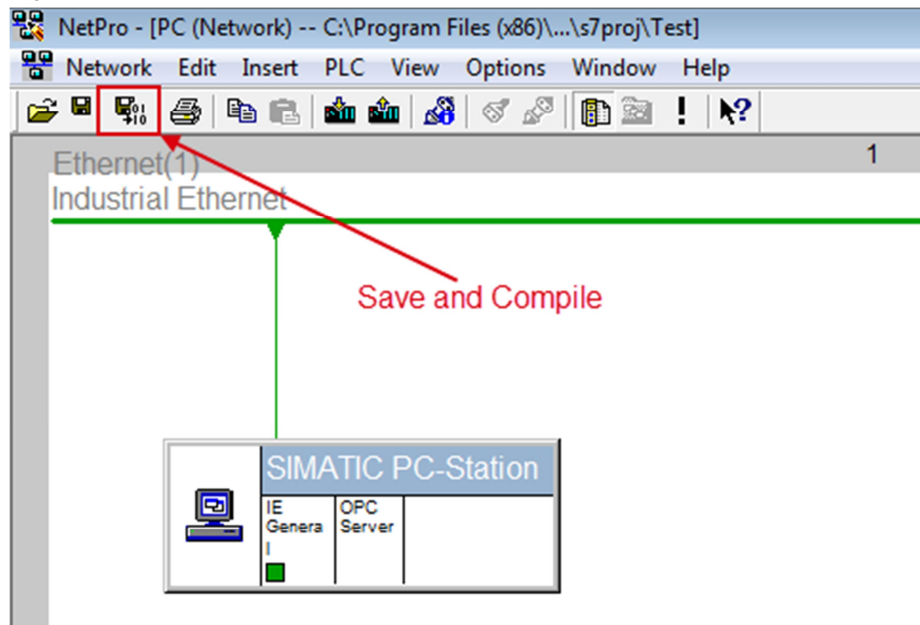 NetPro - [PC (Network) -- C:\Program Files (x86)\...\s7proj\Test]
Network Edit Insert PLC View Options Window Help
Ethernet(1)
1
Industrial Ethernet
Save and Compile
SIMATIC PC-Station
IE
Genera
l
OPC
Server